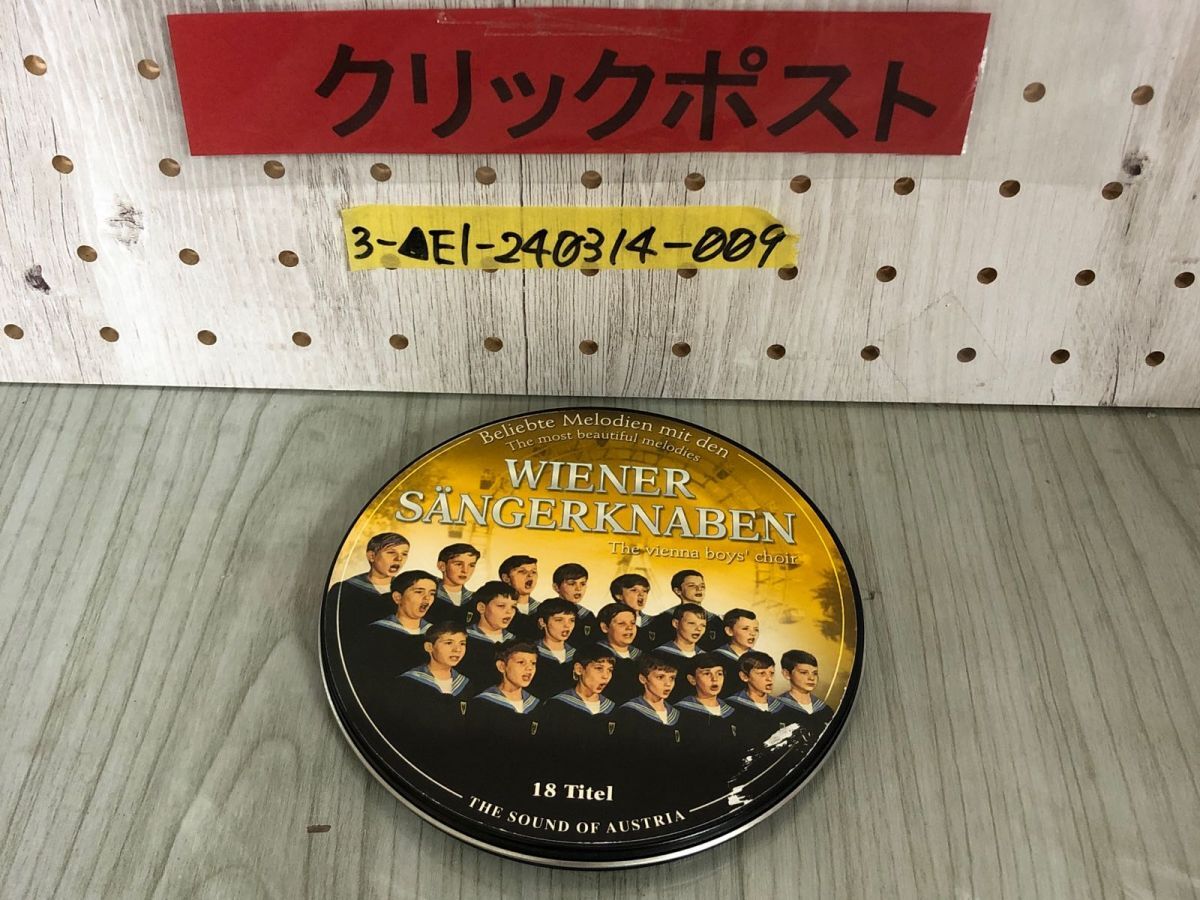 クリックポスト
3-▲E1-240314-009
Beliebte Melodien mit den
The most beautiful melodies
WIENER
SÄNGERKNABEN
The vienna boys' choir
18 Titel
THE SOUND OF AUSTRIA